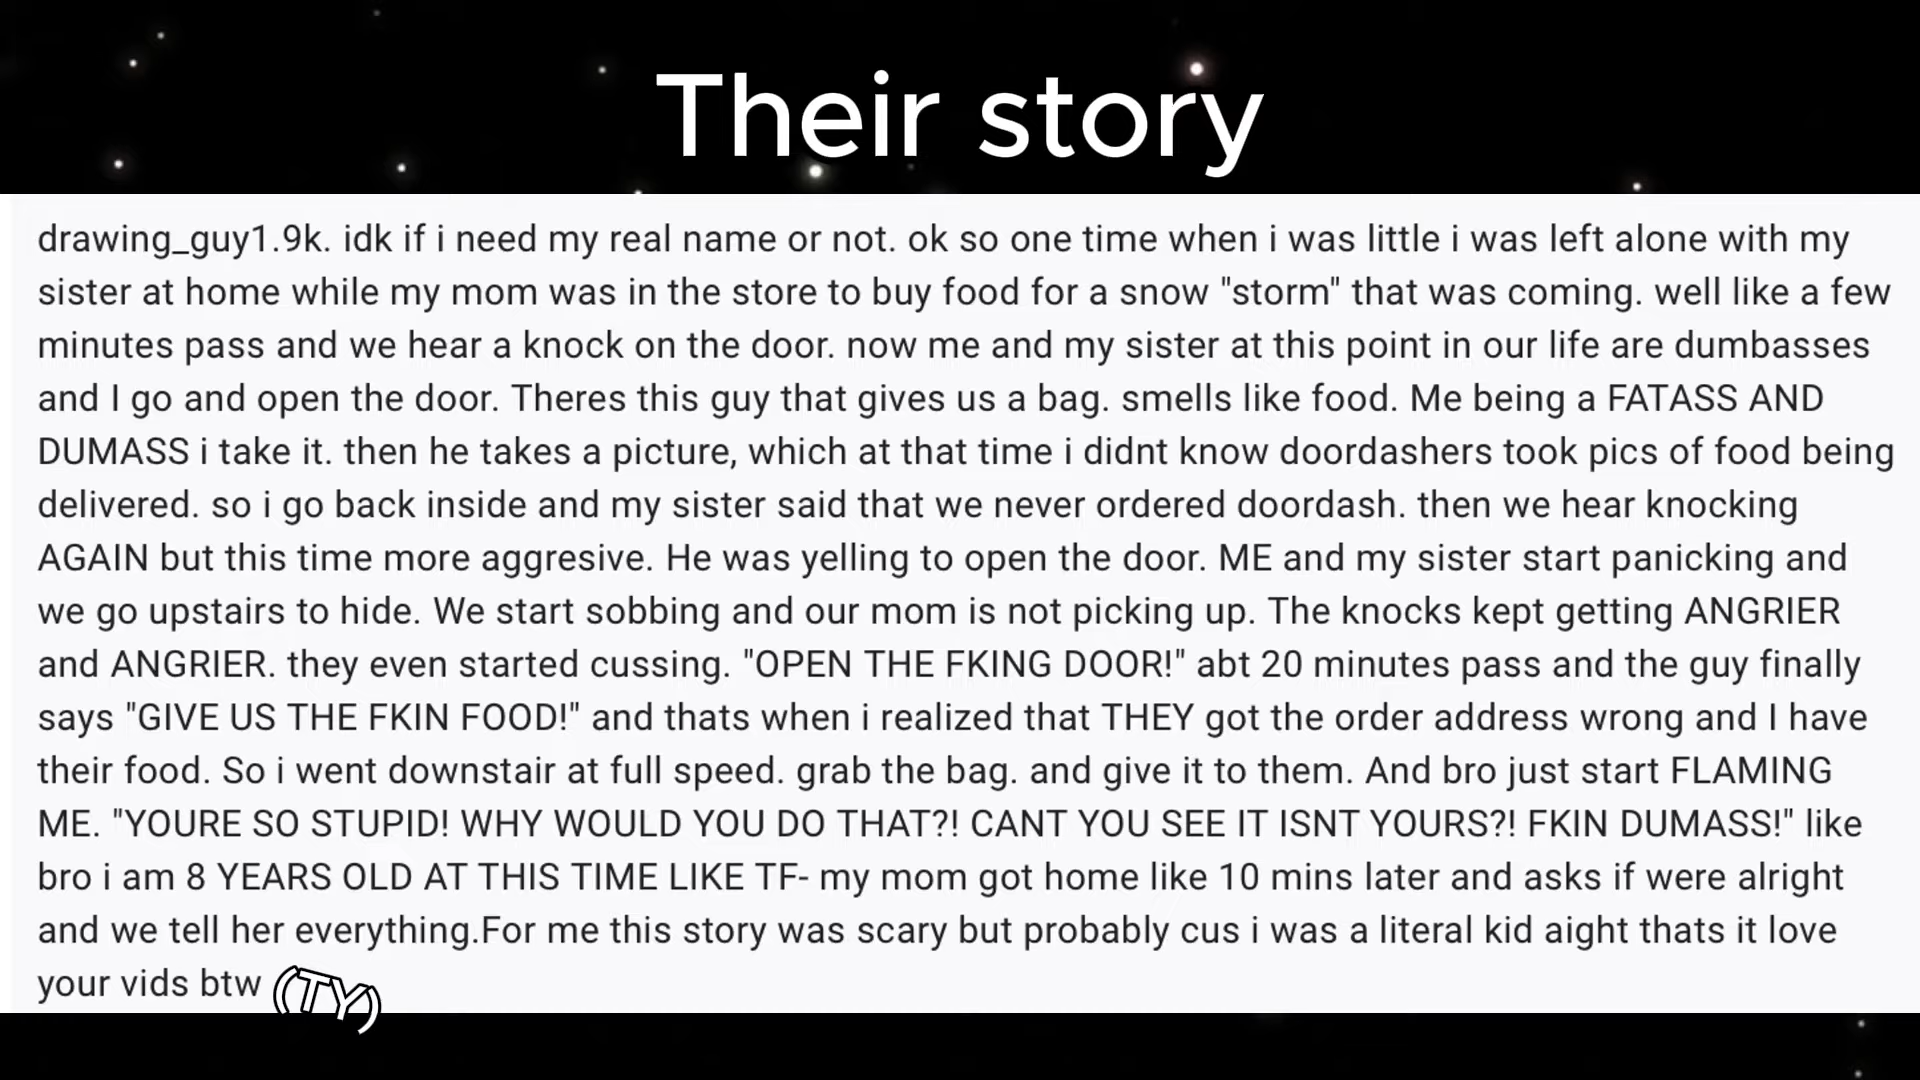 Their story
drawing_guy1.9k. idk if i need my real name or not. ok so one time when i was little i was left alone with my
sister at home while my mom was in the store to buy food for a snow "storm" that was coming. well like a few
minutes pass and we hear a knock on the door. now me and my sister at this point in our life are dumbasses
and I go and open the door. Theres this guy that gives us a bag. smells like food. Me being a FATASS AND
DUMASS i take it. then he takes a picture, which at that time i didnt know doordashers took pics of food being
delivered. so i go back inside and my sister said that we never ordered doordash. then we hear knocking
AGAIN but this time more aggresive. He was yelling to open the door. ME and my sister start panicking and
we go upstairs to hide. We start sobbing and our mom is not picking up. The knocks kept getting ANGRIER
and ANGRIER. they even started cussing. "OPEN THE FKING DOOR!" abt 20 minutes pass and the guy finally
says "GIVE US THE FKIN FOOD!" and thats when i realized that THEY got the order address wrong and I have
their food. So i went downstair at full speed. grab the bag. and give it to them. And bro just start FLAMING
ME. "YOURE SO STUPID! WHY WOULD YOU DO THAT?! CANT YOU SEE IT ISNT YOURS?! FKIN DUMASS!" like
bro i am 8 YEARS OLD AT THIS TIME LIKE TF- my mom got home like 10 mins later and asks if were alright
and we tell her everything.For me this story was scary but probably cus i was a literal kid aight thats it love
your vids btw (TY)